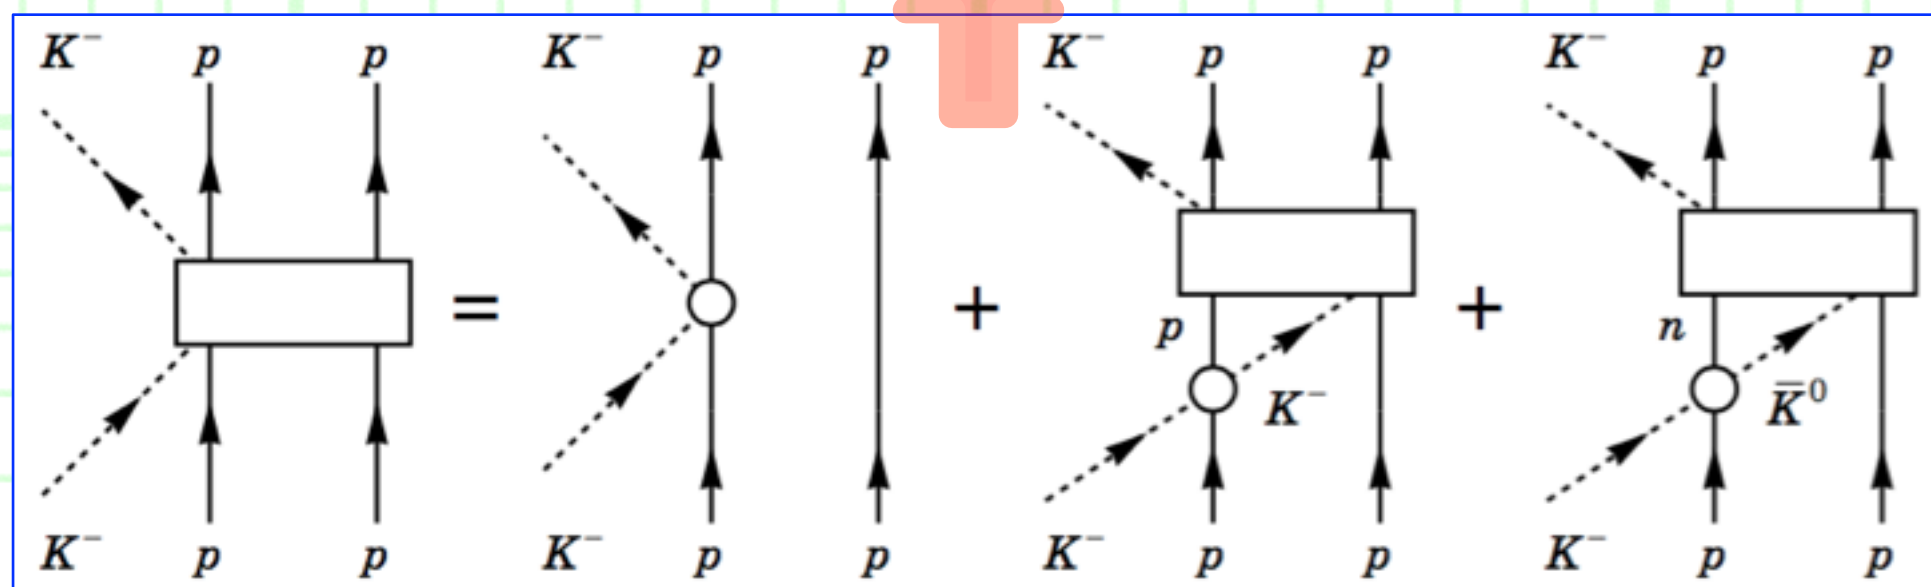 K⁻ p p K⁻ p p K⁻ p p K⁻ p p
= + +
p K⁻ n K̄⁰
K⁻ p p K⁻ p p K⁻ p p K⁻ p p